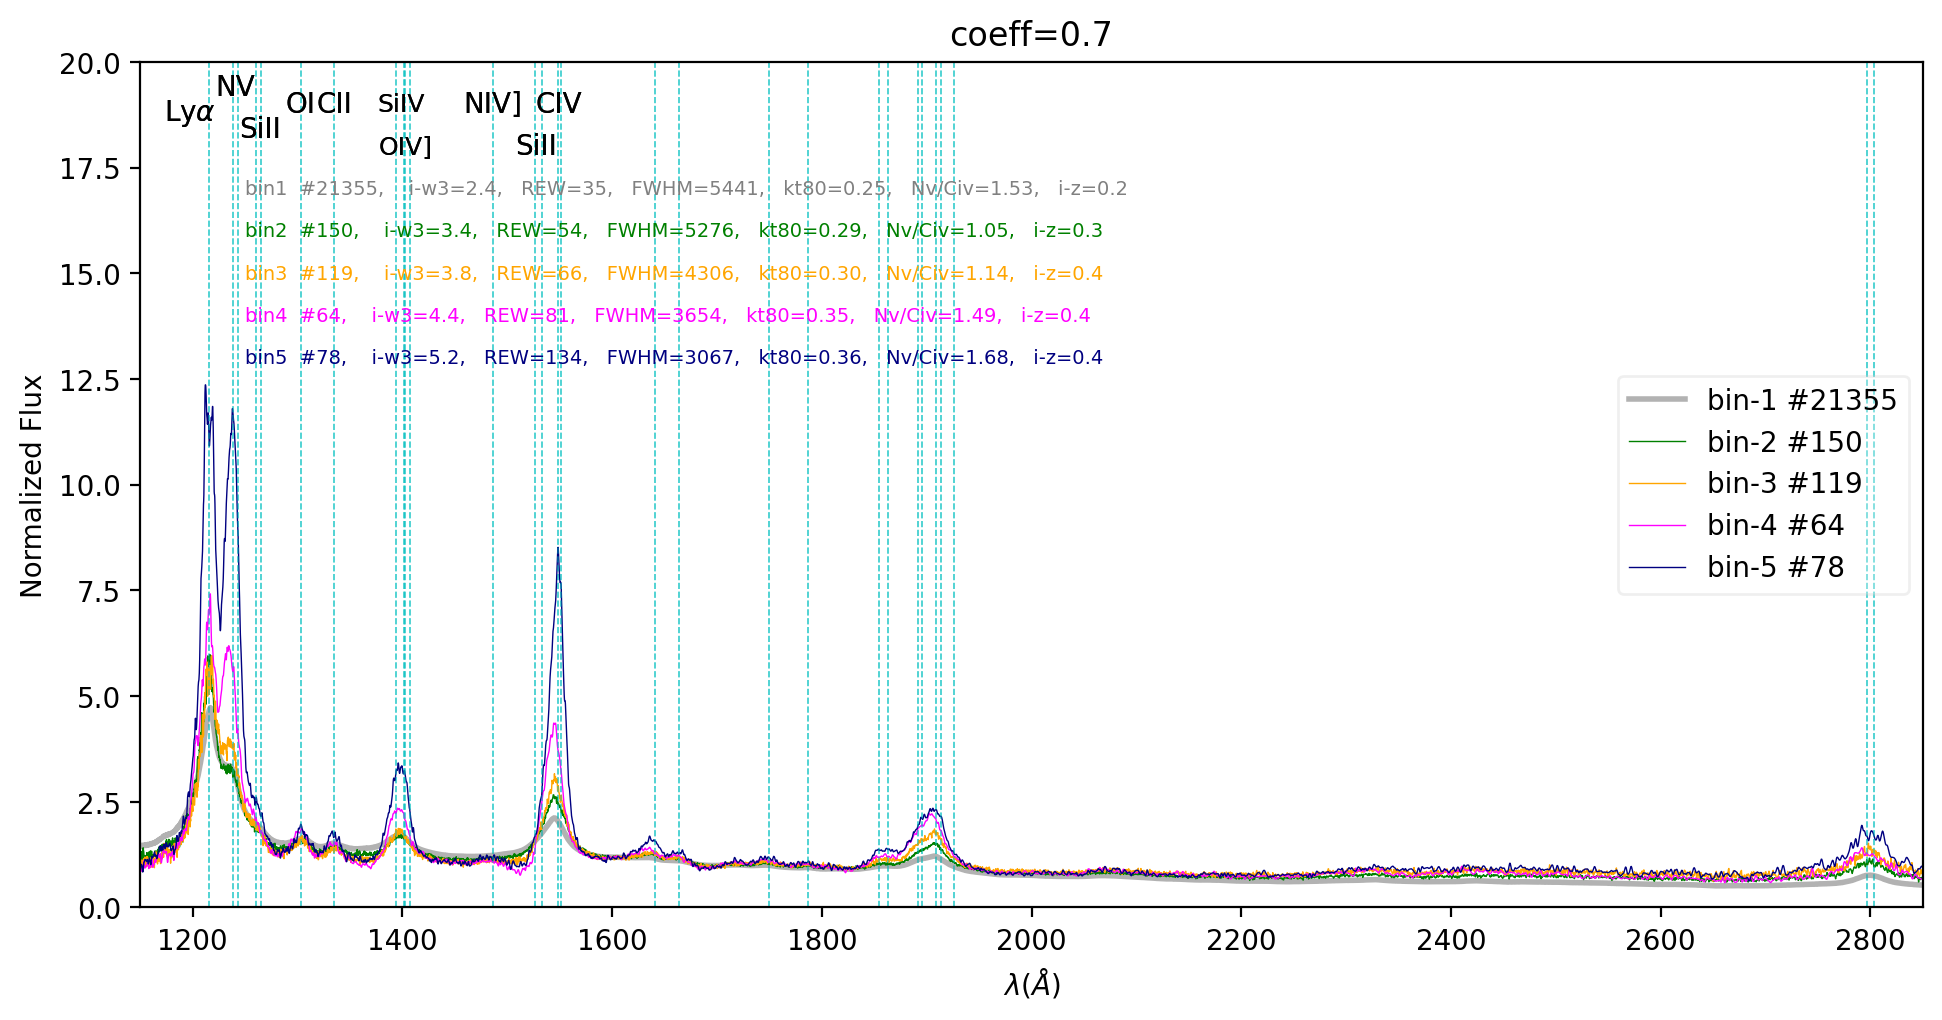 coeff=0.7
20.0
17.5
15.0
12.5
10.0
7.5
5.0
2.5
0.0
Normalized Flux
NV
Lyα
SiII
OI
CII
SiIV
OIV]
NIV]
CIV
SiII
bin1 #21355, i-w3=2.4, REW=35, FWHM=5441, kt80=0.25, Nv/Civ=1.53, i-z=0.2
bin2 #150, i-w3=3.4, REW=54, FWHM=5276, kt80=0.29, Nv/Civ=1.05, i-z=0.3
bin3 #119, i-w3=3.8, REW=66, FWHM=4306, kt80=0.30, Nv/Civ=1.14, i-z=0.4
bin4 #64, i-w3=4.4, REW=81, FWHM=3654, kt80=0.35, Nv/Civ=1.49, i-z=0.4
bin5 #78, i-w3=5.2, REW=134, FWHM=3067, kt80=0.36, Nv/Civ=1.68, i-z=0.4
bin-1 #21355
bin-2 #150
bin-3 #119
bin-4 #64
bin-5 #78
1200 1400 1600 1800 2000 2200 2400 2600 2800
λ(Å)